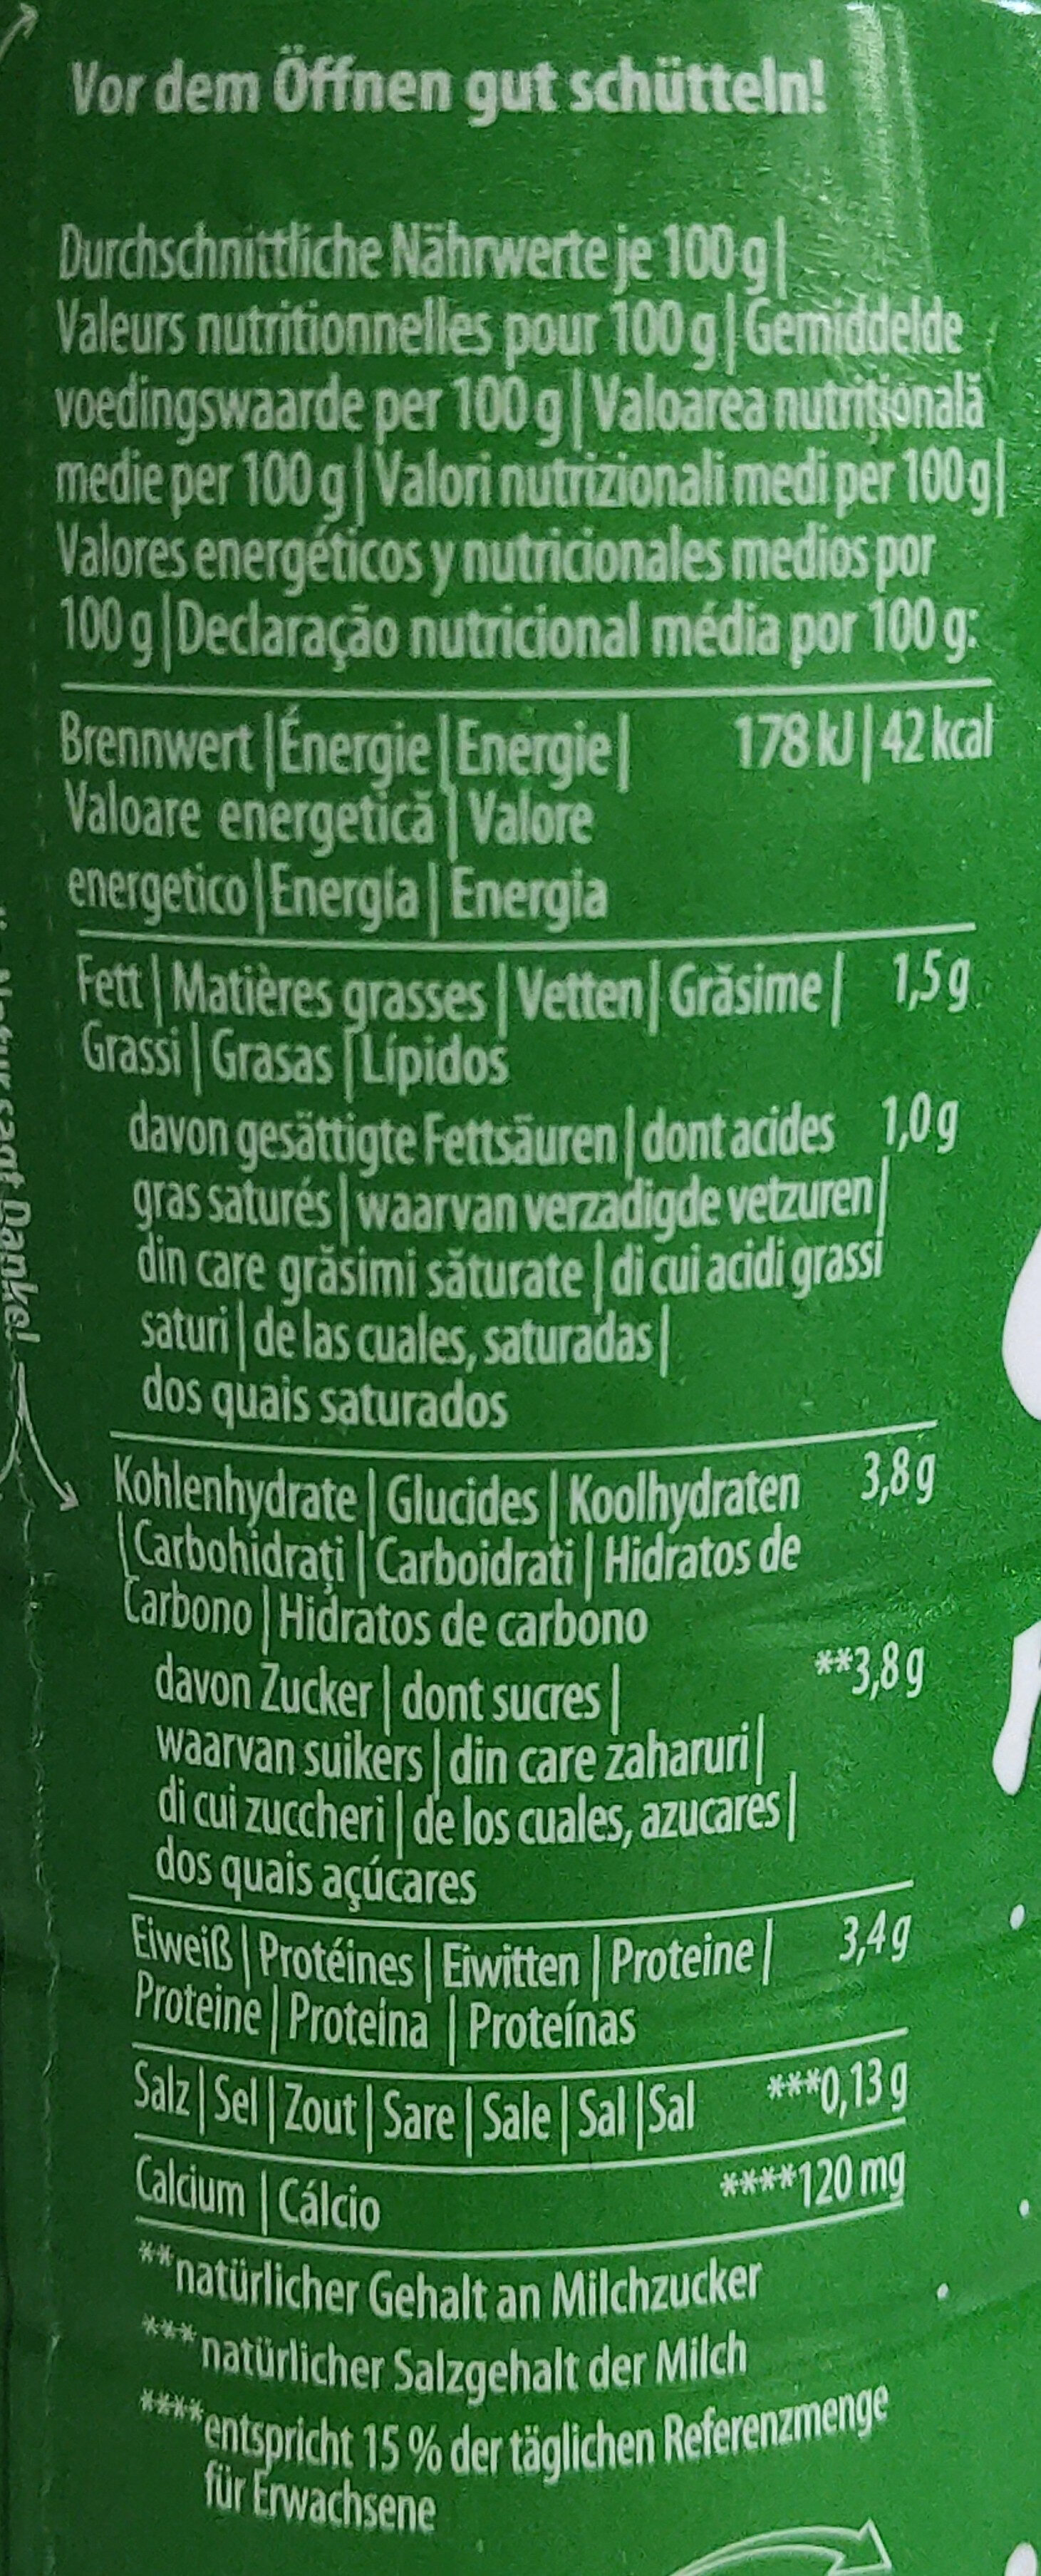 Vor dem Öffnen gut schütteln!
Durchschnittliche Nährwerte je 100 g |
Valeurs nutritionnelles pour 100 g | Gemiddelde
voedingswaarde per 100 g | Valoarea nutrițională
medie per 100 g | Valori nutrizionali medi per 100 g |
Valores energéticos y nutricionales medios por
100 g | Declaração nutricional média por 100 g:
Brennwert | Énergie | Energie | 178 kJ | 42 kcal
Valoare energetică | Valore
energetico | Energía | Energia
Fett | Matières grasses | Vetten | Grăsime | 1,5 g
Grassi | Grasas | Lípidos
davon gesättigte Fettsäuren | dont acides 1,0 g
gras saturés | waarvan verzadigde vetzuren |
din care grăsimi săturate | di cui acidi grassi
saturi | de las cuales, saturadas |
dos quais saturados
Kohlenhydrate | Glucides | Koolhydraten 3,8 g
| Carbohidrați | Carboidrati | Hidratos de
Carbono | Hidratos de carbono
davon Zucker | dont sucres | **3,8 g
waarvan suikers | din care zaharuri |
di cui zuccheri | de los cuales, azucares |
dos quais açúcares
Eiweiß | Protéines | Eiwitten | Proteine | 3,4 g
Proteine | Proteína | Proteínas
Salz | Sel | Zout | Sare | Sale | Sal | Sal ***0,13 g
Calcium | Cálcio ****120 mg
**natürlicher Gehalt an Milchzucker
***natürlicher Salzgehalt der Milch
****entspricht 15 % der täglichen Referenzmenge
für Erwachsene
sagt Danke!